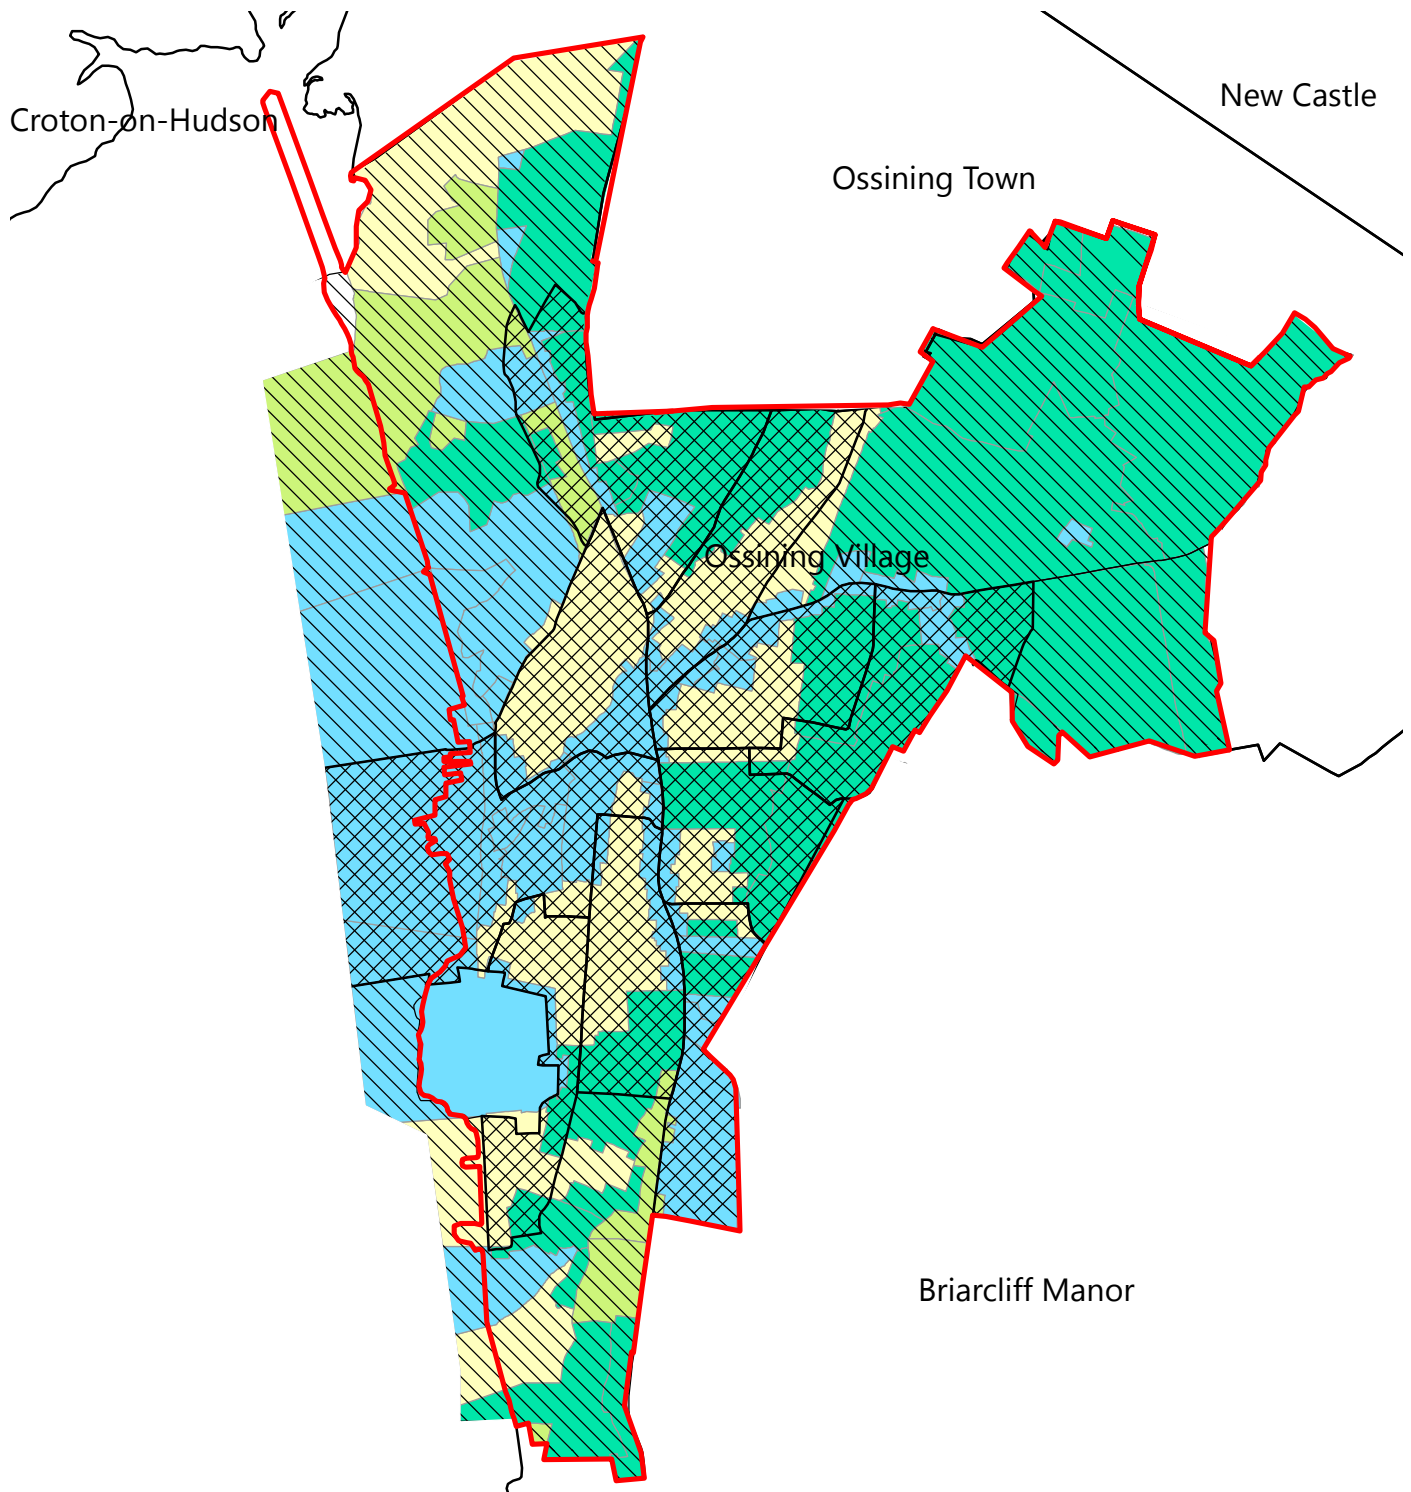 New Castle
Croton-on-Hudson
Ossining Town
Ossining Village
Briarcliff Manor